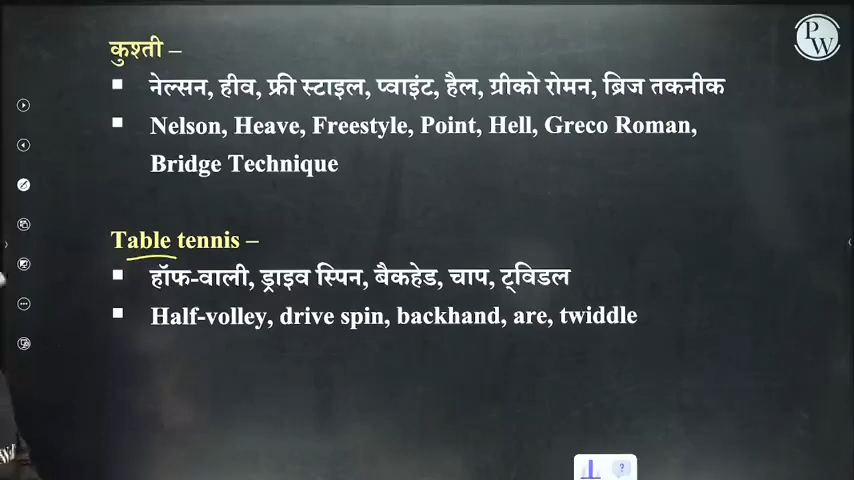 PW
कुश्ती –
▪ नेल्सन, हीव, फ्री स्टाइल, प्वाइंट, हैल, ग्रीको रोमन, ब्रिज तकनीक
▪ Nelson, Heave, Freestyle, Point, Hell, Greco Roman,
Bridge Technique
Table tennis –
▪ हॉफ-वाली, ड्राइव स्पिन, बैकहेड, चाप, ट्विडल
▪ Half-volley, drive spin, backhand, are, twiddle